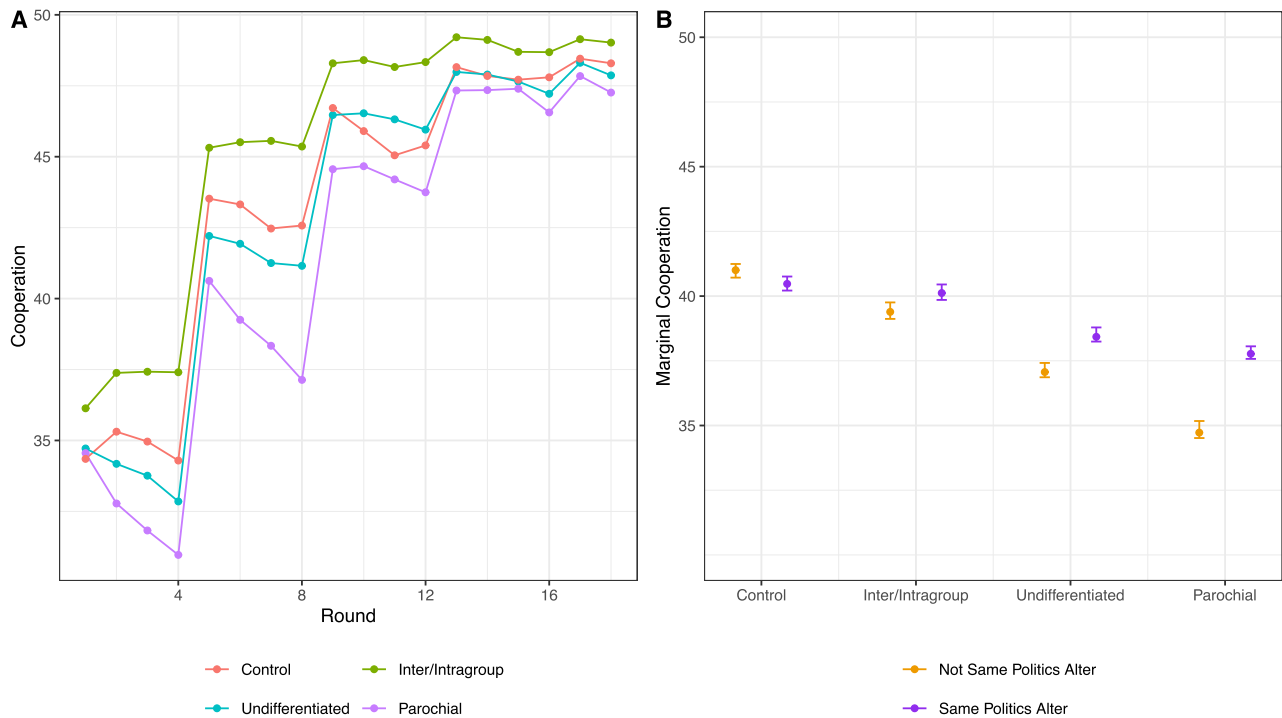 A
50
45
40
35
Cooperation
4 8 12 16
Round
Control
Inter/Intragroup
Undifferentiated
Parochial
B
50
45
40
35
Marginal Cooperation
Control Inter/Intragroup Undifferentiated Parochial
Not Same Politics Alter
Same Politics Alter